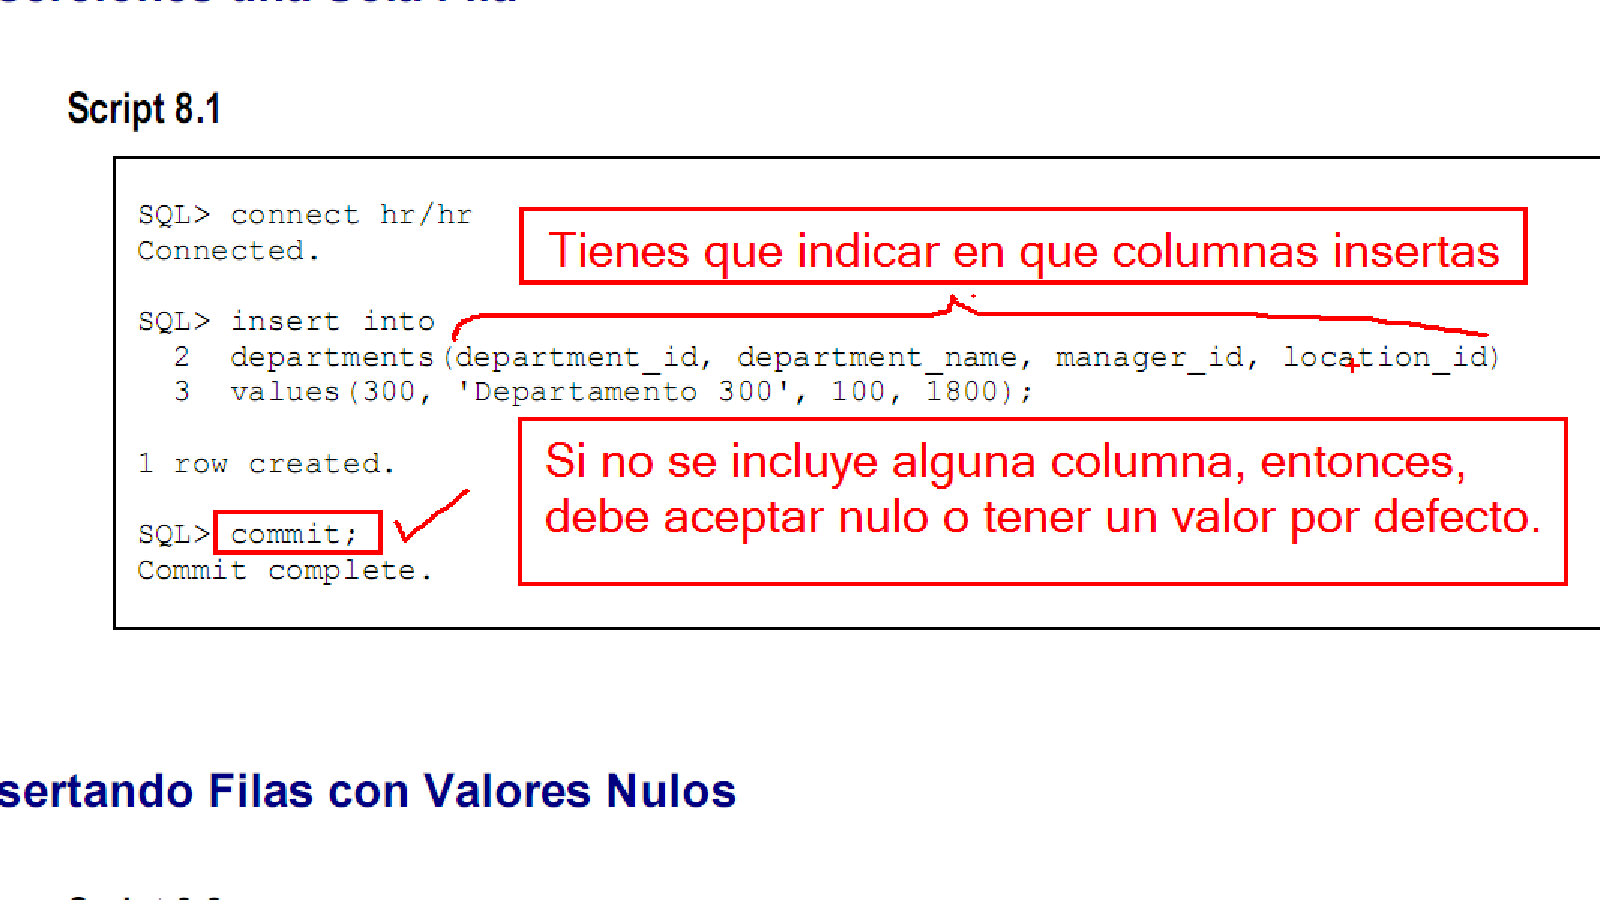 Script 8.1
SQL> connect hr/hr
Connected.
Tienes que indicar en que columnas insertas
SQL> insert into
2 departments(department_id, department_name, manager_id, location_id)
3 values(300, 'Departamento 300', 100, 1800);
1 row created.
Si no se incluye alguna columna, entonces,
debe aceptar nulo o tener un valor por defecto.
SQL> commit;
Commit complete.
sertando Filas con Valores Nulos